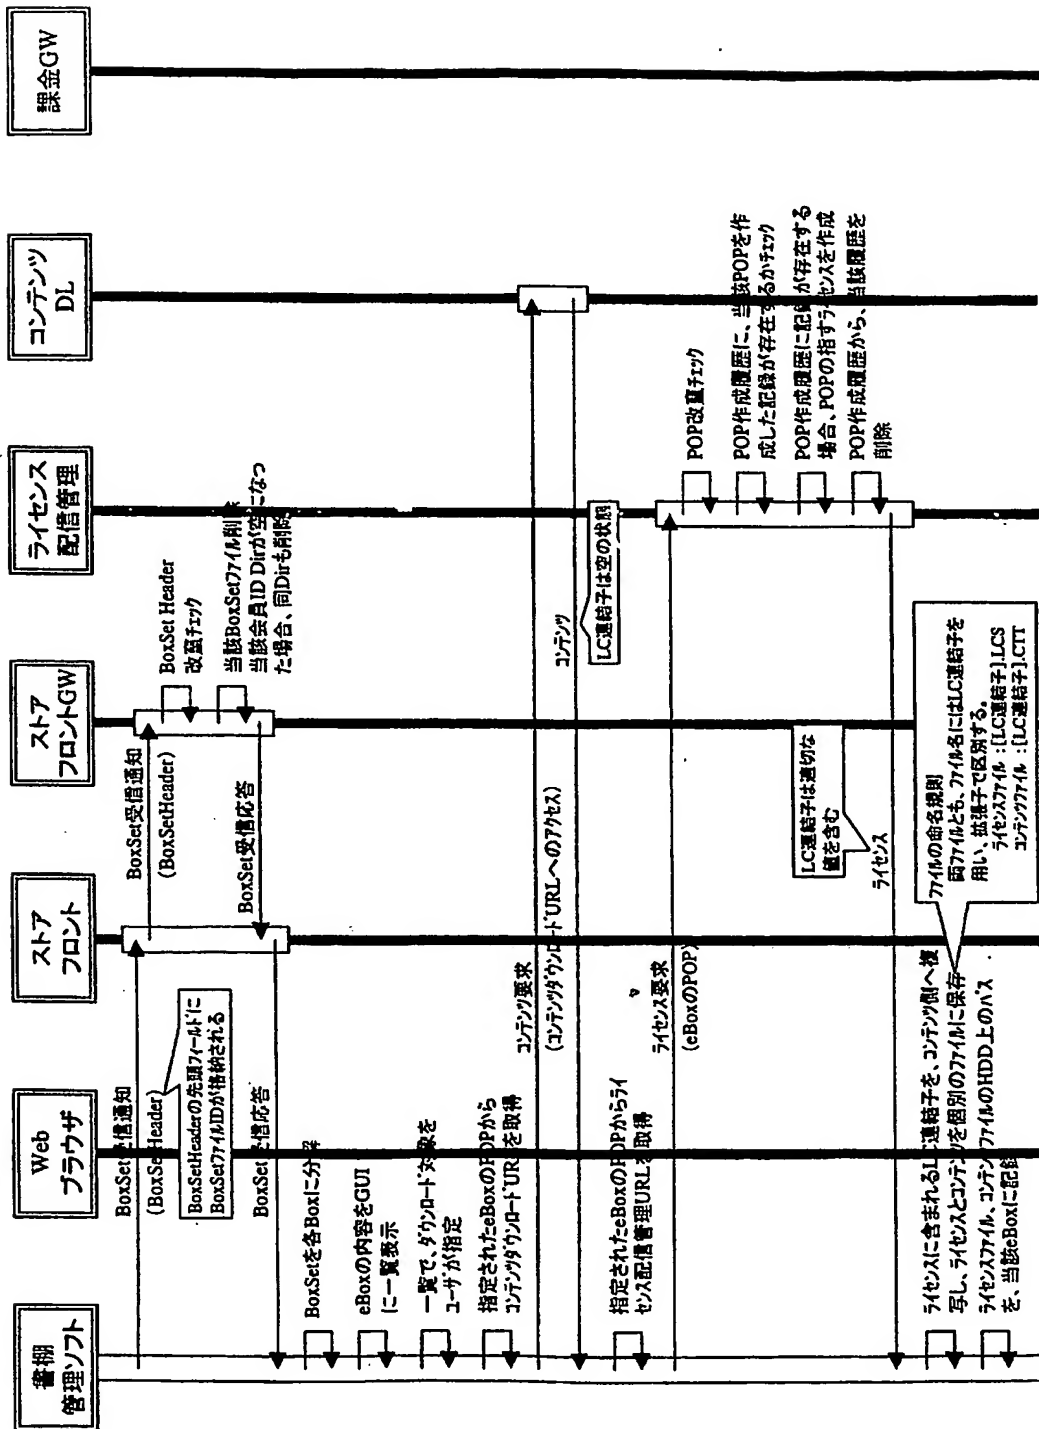 書棚
管理ソフト
Web
ブラウザ
ストア
フロント
ストア
フロントGW
ライセンス
配信管理
コンテンツ
DL
課金GW
BoxSet受信通知
(BoxSetHeader)
BoxSetHeaderの先頭フィールドに
BoxSetファイルIDが格納される
BoxSet受信通知
(BoxSetHeader)
BoxSet Header
改竄チェック
当該BoxSetファイル削除
当該会員ID Dirが空になっ
た場合、同Dirも削除
BoxSet受信応答
BoxSet受信応答
BoxSetを各Boxに分解
eBoxの内容をGUI
に一覧表示
一覧で、ダウンロード対象を
ユーザが指定
指定されたeBoxのPOPから
コンテンツダウンロードURLを取得
コンテンツ要求
(コンテンツダウンロードURLへのアクセス)
コンテンツ
LC連結子は空の状態
指定されたeBoxのPOPからライ
センス配信管理URLを取得
ライセンス要求
(eBoxのPOP)
POP改竄チェック
POP作成履歴に、当該POPを作
成した記録が存在するかチェック
POP作成履歴に記録が存在する
場合、POPの指すライセンスを作成
POP作成履歴から、当該履歴を
削除
LC連結子は適切な
値を含む
ライセンス
ライセンスに含まれるLC連結子を、コンテンツ側へ複
写し、ライセンスとコンテンツを個別のファイルに保存
ライセンスファイル、コンテンツファイルのHDD上のパス
を、当該eBoxに記録
ファイルの命名規則
両ファイルとも、ファイル名にはLC連結子を
用い、拡張子で区別する。
ライセンスファイル：[LC連結子].LCS
コンテンツファイル：[LC連結子].CTT